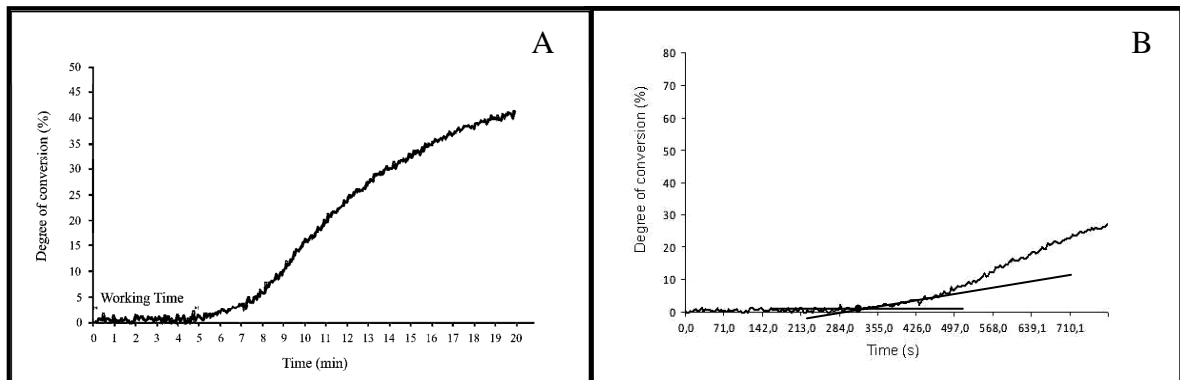 A
50
45
40
35
30
25
20
15
10
5
0
Degree of conversion (%)
Working Time
0 1 2 3 4 5 6 7 8 9 10 11 12 13 14 15 16 17 18 19 20
Time (min)
B
80
70
60
50
40
30
20
10
0
Degree of conversion (%)
0,0 71,0 142,0 213,0 284,0 355,0 426,0 497,0 568,0 639,1 710,1
Time (s)